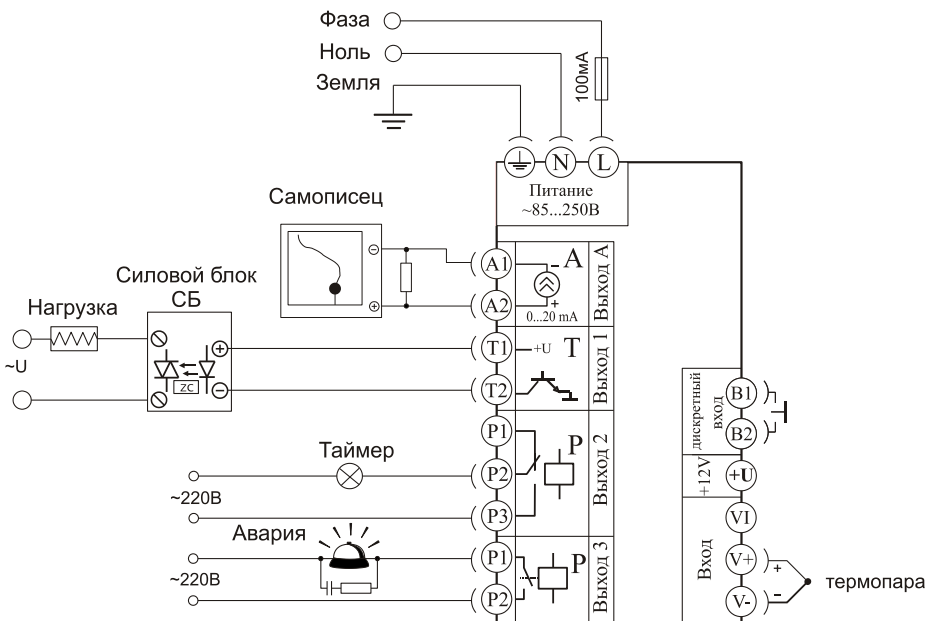 Фаза
Ноль
Земля
100мА
N
L
Питание
~85...250В
Самописец
A1
A2
A
0...20 mA
Выход А
Силовой блок
СБ
Нагрузка
~U
ZC
T1
T2
+U
T
Выход 1
P1
P2
P3
P
Выход 2
Таймер
~220В
Авария
~220В
P1
P2
P
Выход 3
дискретный
вход
B1
B2
+12V
+U
Вход
VI
V+
V-
термопара